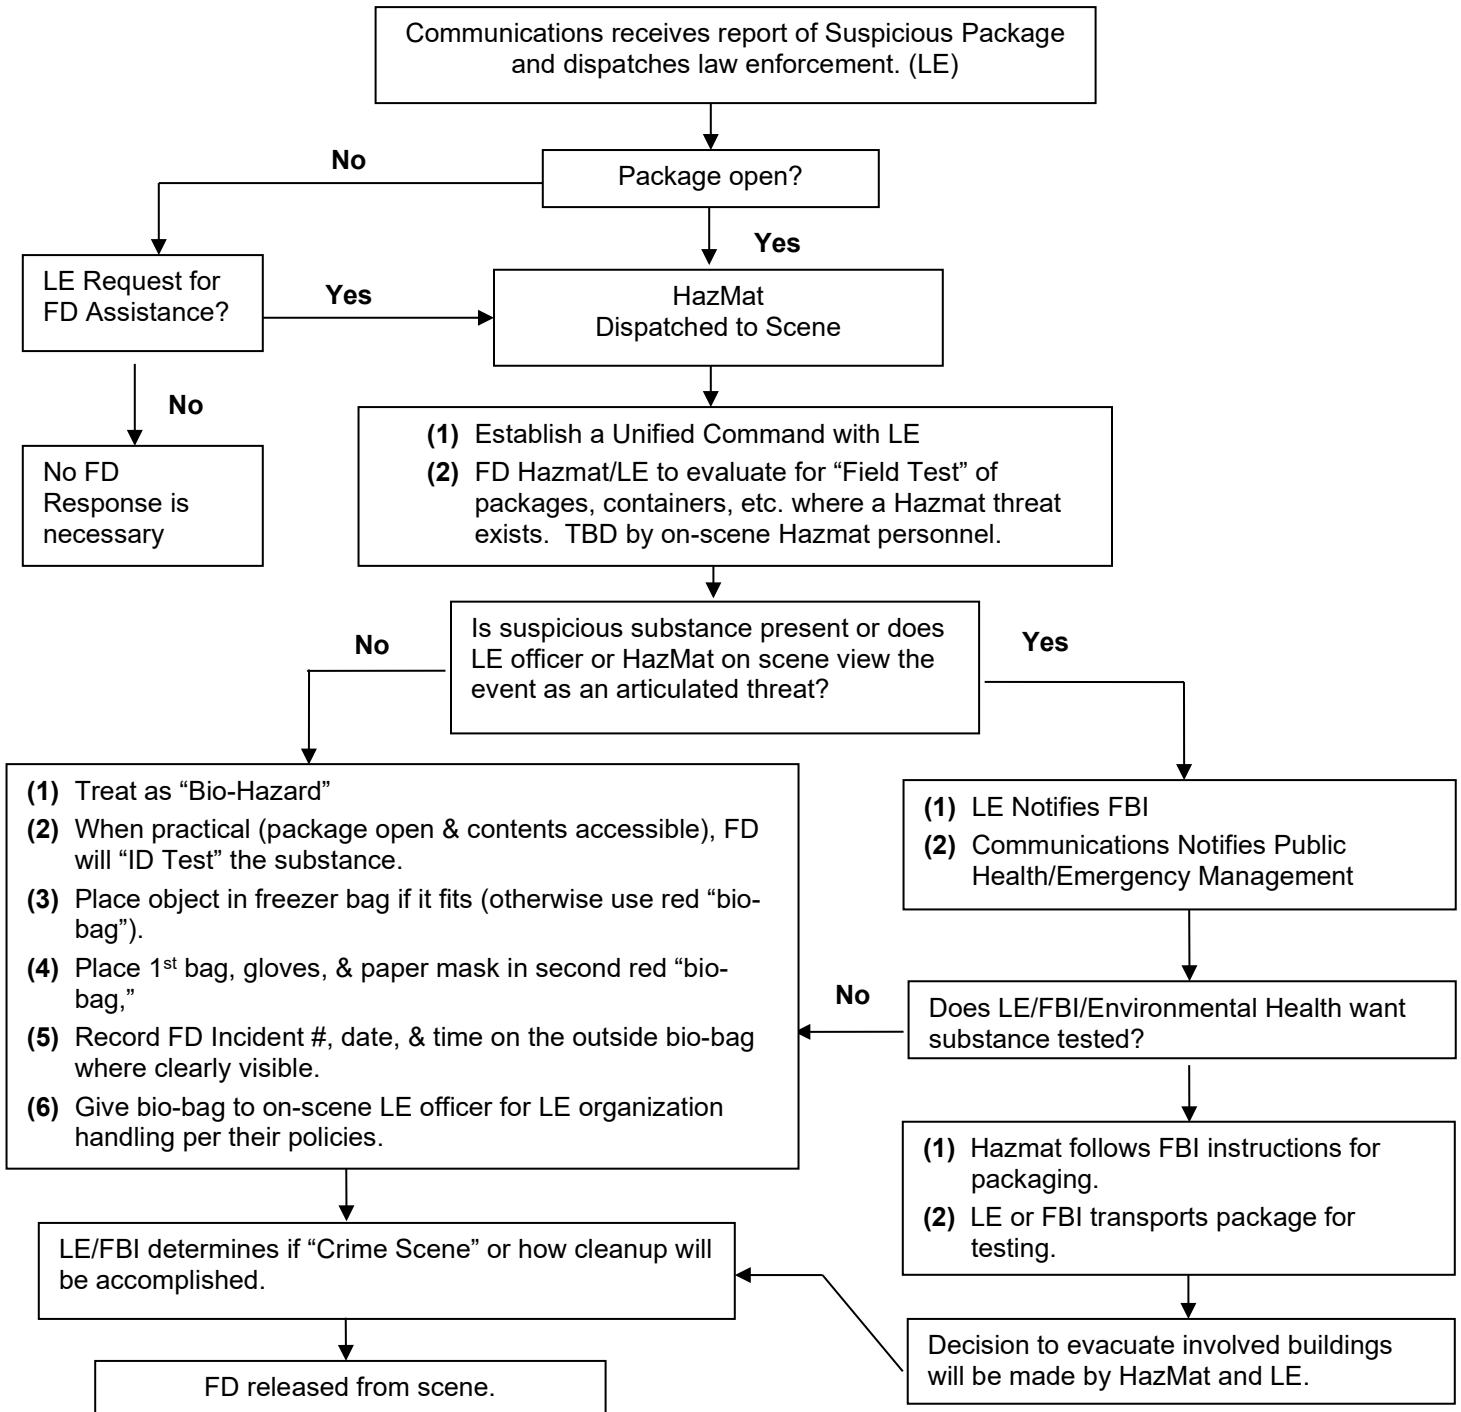 Communications receives report of Suspicious Package
and dispatches law enforcement. (LE)
No
Package open?
Yes
LE Request for
FD Assistance?
Yes
HazMat
Dispatched to Scene
No
No FD
Response is
necessary
(1) Establish a Unified Command with LE
(2) FD Hazmat/LE to evaluate for “Field Test” of
packages, containers, etc. where a Hazmat threat
exists.  TBD by on-scene Hazmat personnel.
No
Is suspicious substance present or does
LE officer or HazMat on scene view the
event as an articulated threat?
Yes
(1) Treat as “Bio-Hazard”
(2) When practical (package open & contents accessible), FD
will “ID Test” the substance.
(3) Place object in freezer bag if it fits (otherwise use red “bio-
bag”).
(4) Place 1st bag, gloves, & paper mask in second red “bio-
bag,”
(5) Record FD Incident #, date, & time on the outside bio-bag
where clearly visible.
(6) Give bio-bag to on-scene LE officer for LE organization
handling per their policies.
(1) LE Notifies FBI
(2) Communications Notifies Public
Health/Emergency Management
No
Does LE/FBI/Environmental Health want
substance tested?
(1) Hazmat follows FBI instructions for
packaging.
(2) LE or FBI transports package for
testing.
LE/FBI determines if “Crime Scene” or how cleanup will
be accomplished.
Decision to evacuate involved buildings
will be made by HazMat and LE.
FD released from scene.